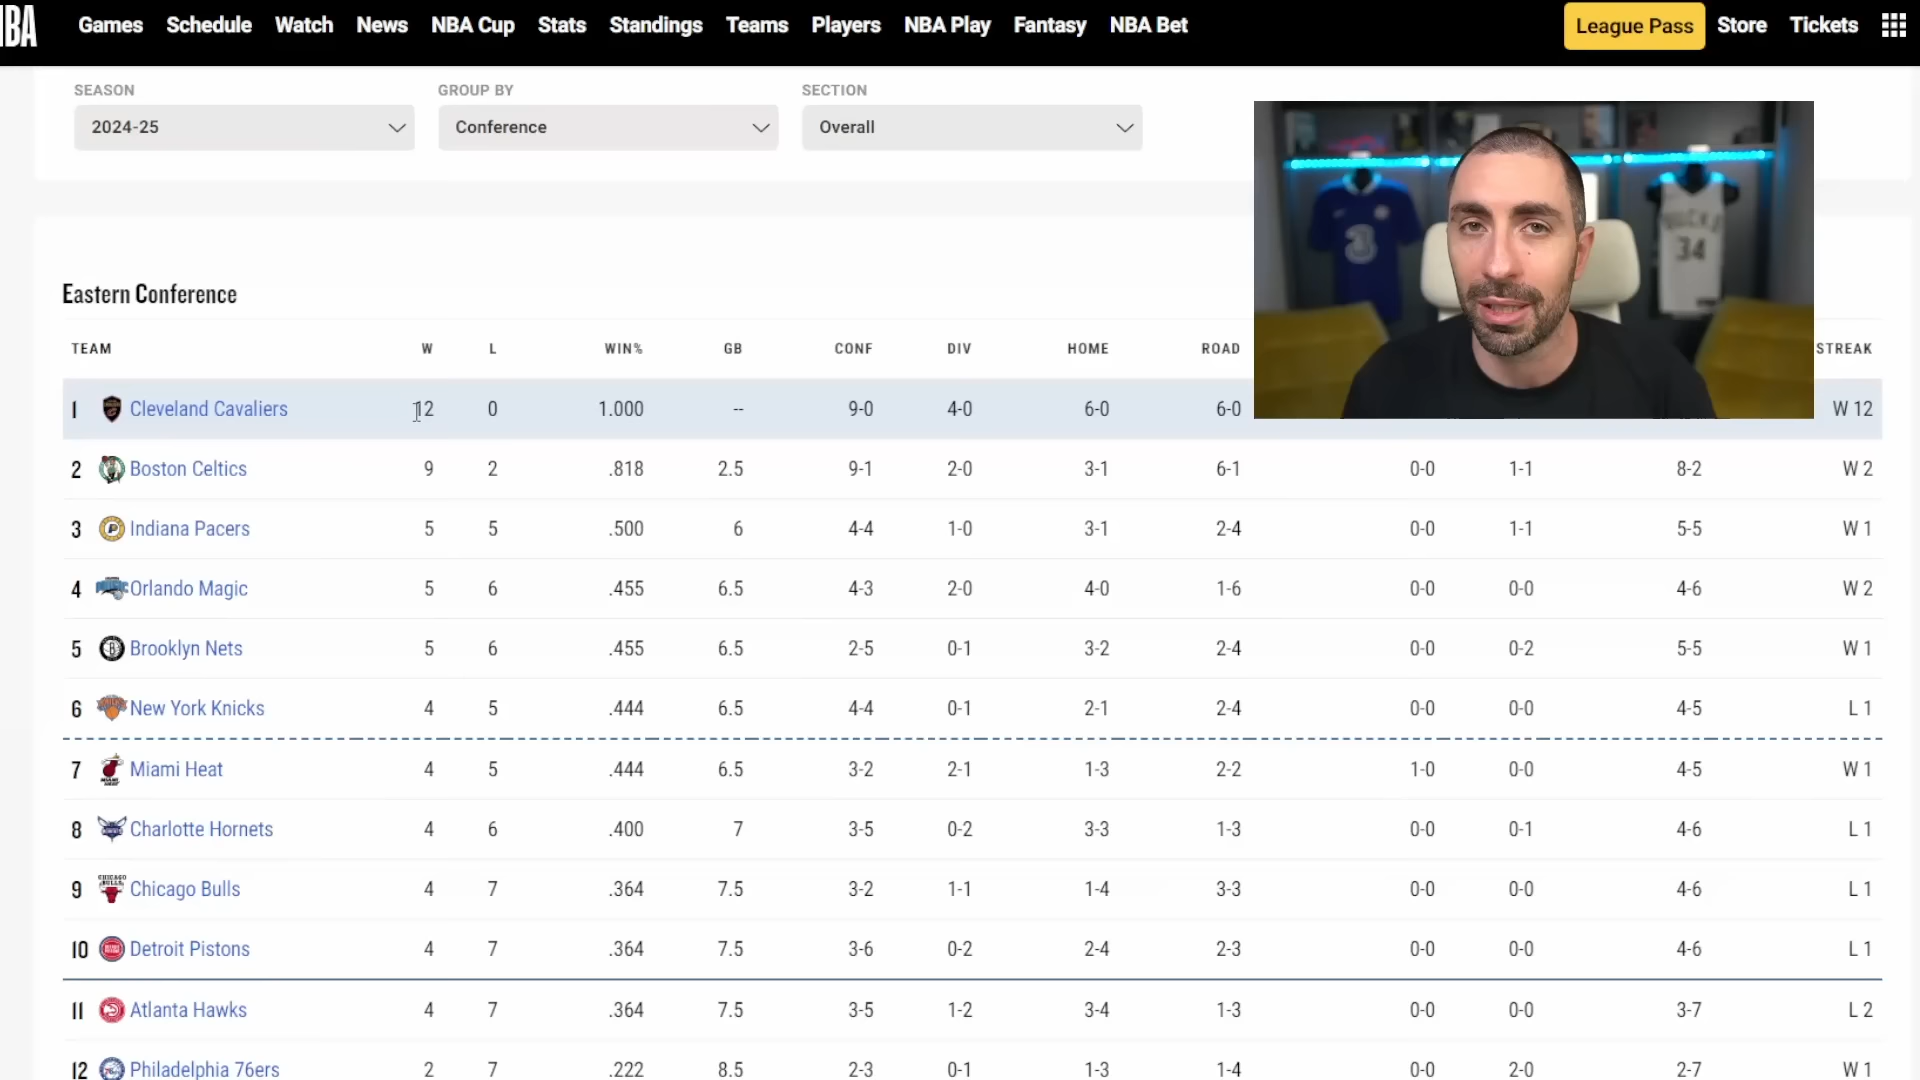 NBA Games Schedule Watch News NBA Cup Stats Standings Teams Players NBA Play Fantasy NBA Bet League Pass Store Tickets
SEASON GROUP BY SECTION
2024-25 Conference Overall
3
BUCKS
34
Eastern Conference
TEAM W L WIN% GB CONF DIV HOME ROAD STREAK
1 Cleveland Cavaliers 12 0 1.000 -- 9-0 4-0 6-0 6-0 W 12
2 Boston Celtics 9 2 .818 2.5 9-1 2-0 3-1 6-1 0-0 1-1 8-2 W 2
3 Indiana Pacers 5 5 .500 6 4-4 1-0 3-1 2-4 0-0 1-1 5-5 W 1
4 Orlando Magic 5 6 .455 6.5 4-3 2-0 4-0 1-6 0-0 0-0 4-6 W 2
5 Brooklyn Nets 5 6 .455 6.5 2-5 0-1 3-2 2-4 0-0 0-2 5-5 W 1
6 New York Knicks 4 5 .444 6.5 4-4 0-1 2-1 2-4 0-0 0-0 4-5 L 1
7 Miami Heat 4 5 .444 6.5 3-2 2-1 1-3 2-2 1-0 0-0 4-5 W 1
8 Charlotte Hornets 4 6 .400 7 3-5 0-2 3-3 1-3 0-0 0-1 4-6 L 1
9 Chicago Bulls 4 7 .364 7.5 3-2 1-1 1-4 3-3 0-0 0-0 4-6 L 1
10 Detroit Pistons 4 7 .364 7.5 3-6 0-2 2-4 2-3 0-0 0-0 4-6 L 1
11 Atlanta Hawks 4 7 .364 7.5 3-5 1-2 3-4 1-3 0-0 0-0 3-7 L 2
12 Philadelphia 76ers 2 7 .222 8.5 2-3 0-1 1-3 1-4 0-0 2-0 2-7 W 1